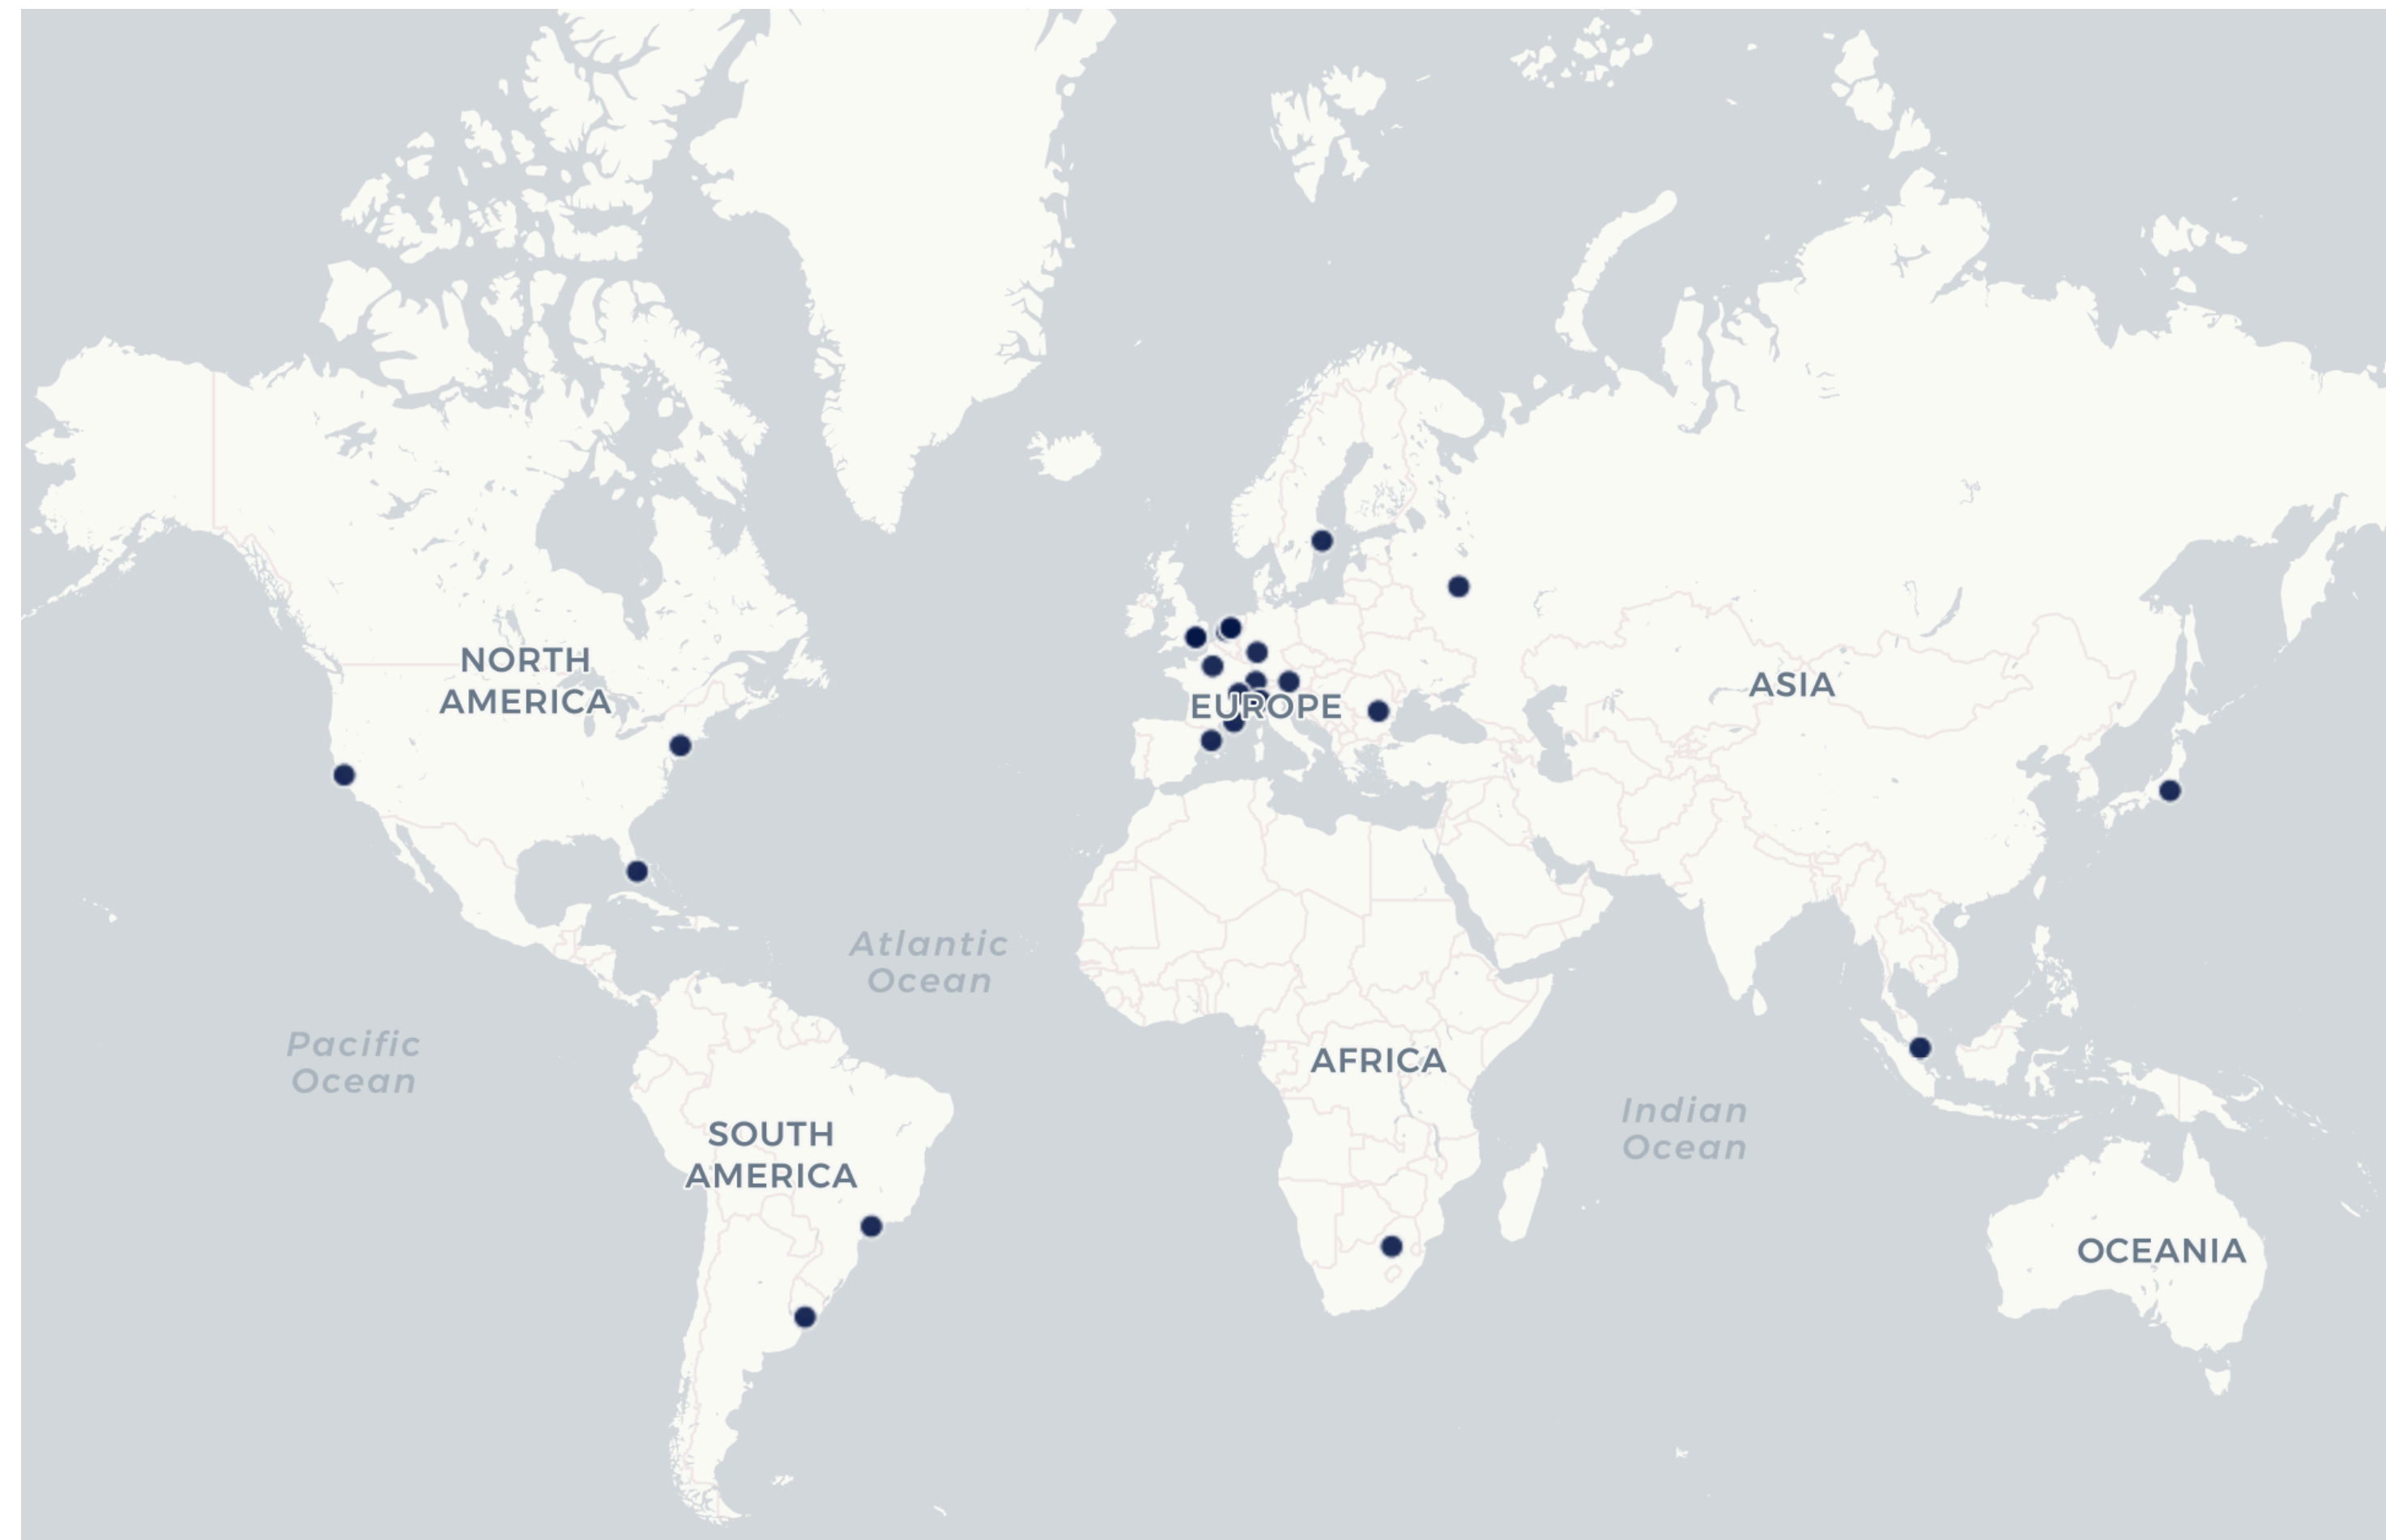 NORTH
AMERICA
EUROPE
ASIA
Atlantic
Ocean
Pacific
Ocean
AFRICA
SOUTH
AMERICA
Indian
Ocean
OCEANIA